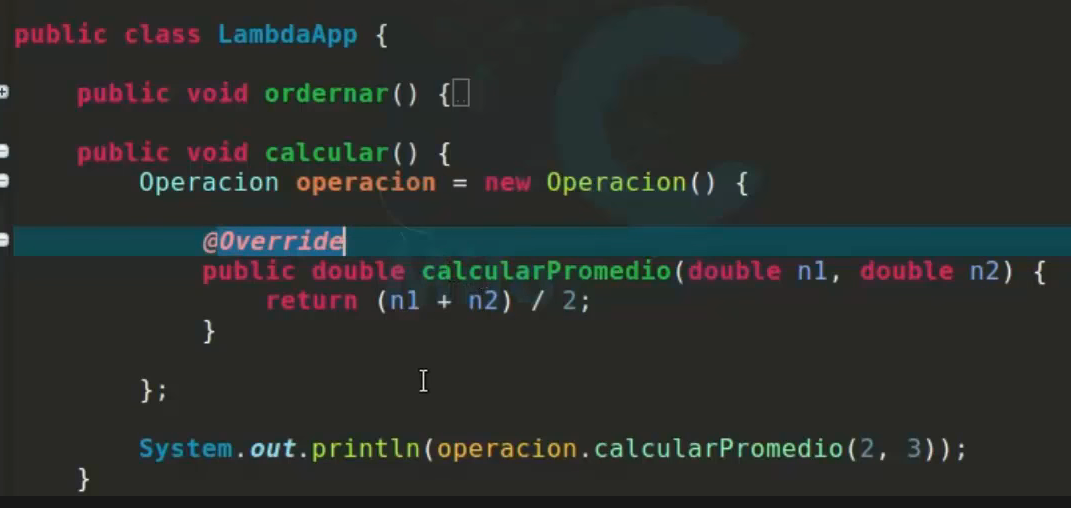 public class LambdaApp {
public void ordernar() {
public void calcular() {
Operacion operacion = new Operacion() {
@Override
public double calcularPromedio(double n1, double n2) {
return (n1 + n2) / 2;
}
};
System.out.println(operacion.calcularPromedio(2, 3));
}